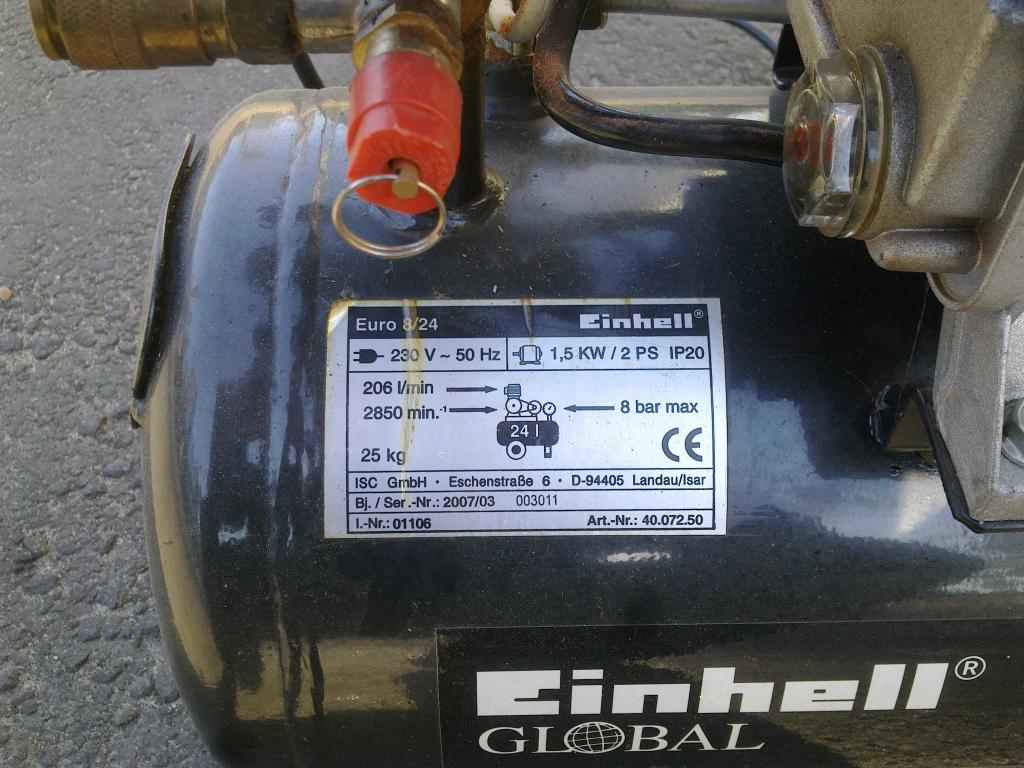 Euro 8/24 Einhell®
230 V ~ 50 Hz 1,5 KW / 2 PS IP20
206 l/min
2850 min.-1 8 bar max
24 l
25 kg CE
ISC GmbH · Eschenstraße 6 · D-94405 Landau/Isar
Bj. / Ser.-Nr.: 2007/03 003011
I.-Nr.: 01106 Art.-Nr.: 40.072.50
Einhell®
GLOBAL